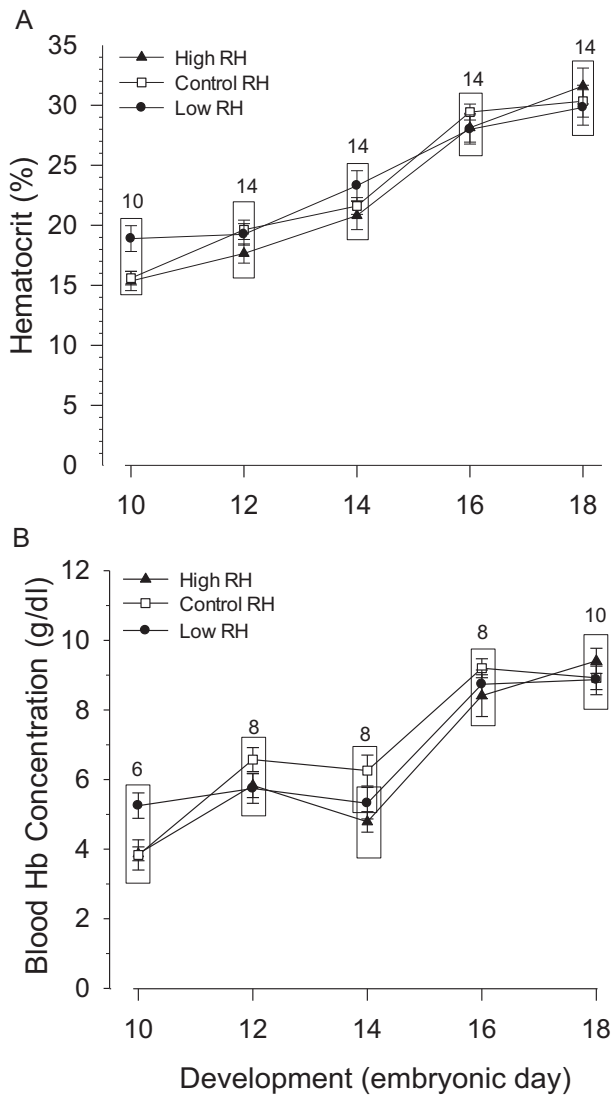 A
35
30
25
20
15
10
5
0
Hematocrit (%)
High RH
Control RH
Low RH
10
14
14
14
14
10 12 14 16 18
B
12
10
8
6
4
2
0
Blood Hb Concentration (g/dl)
High RH
Control RH
Low RH
6
8
8
8
10
10 12 14 16 18
Development (embryonic day)